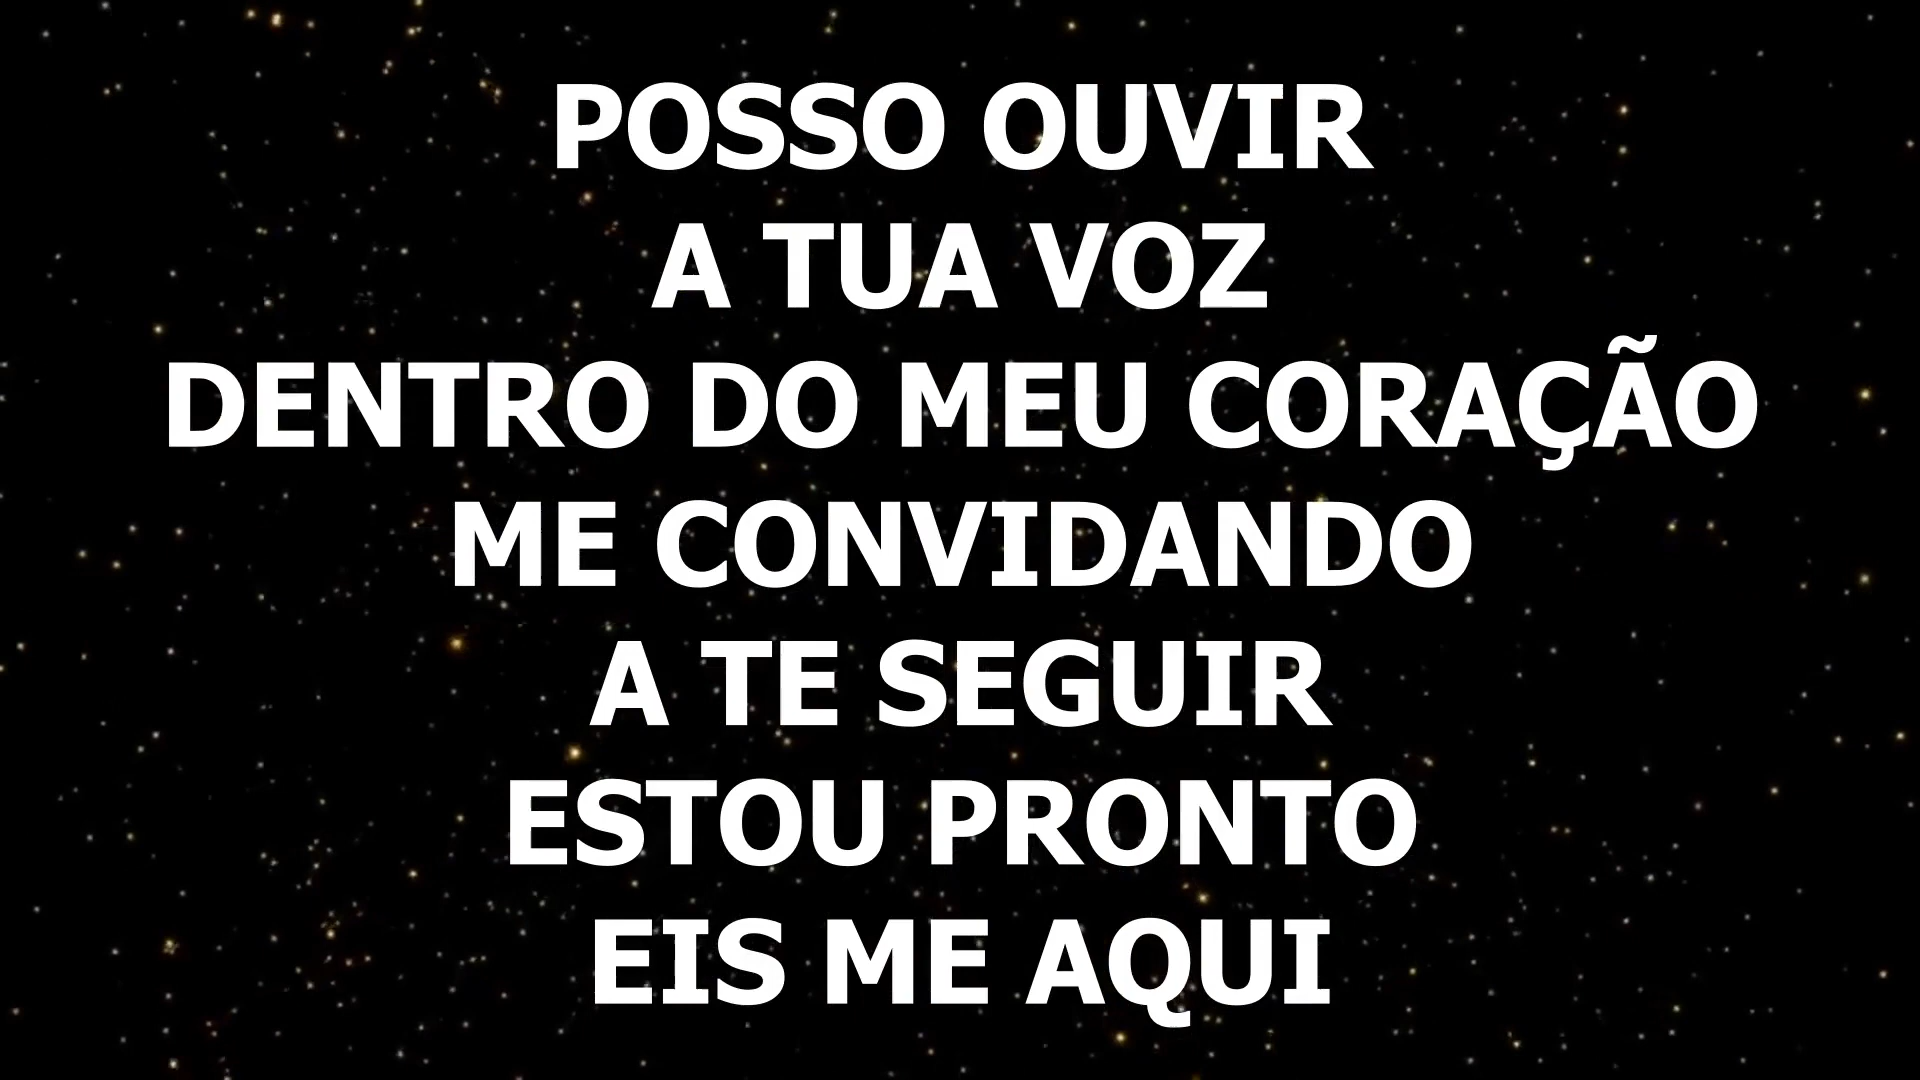 POSSO OUVIR
A TUA VOZ
DENTRO DO MEU CORAÇÃO
ME CONVIDANDO
A TE SEGUIR
ESTOU PRONTO
EIS ME AQUI